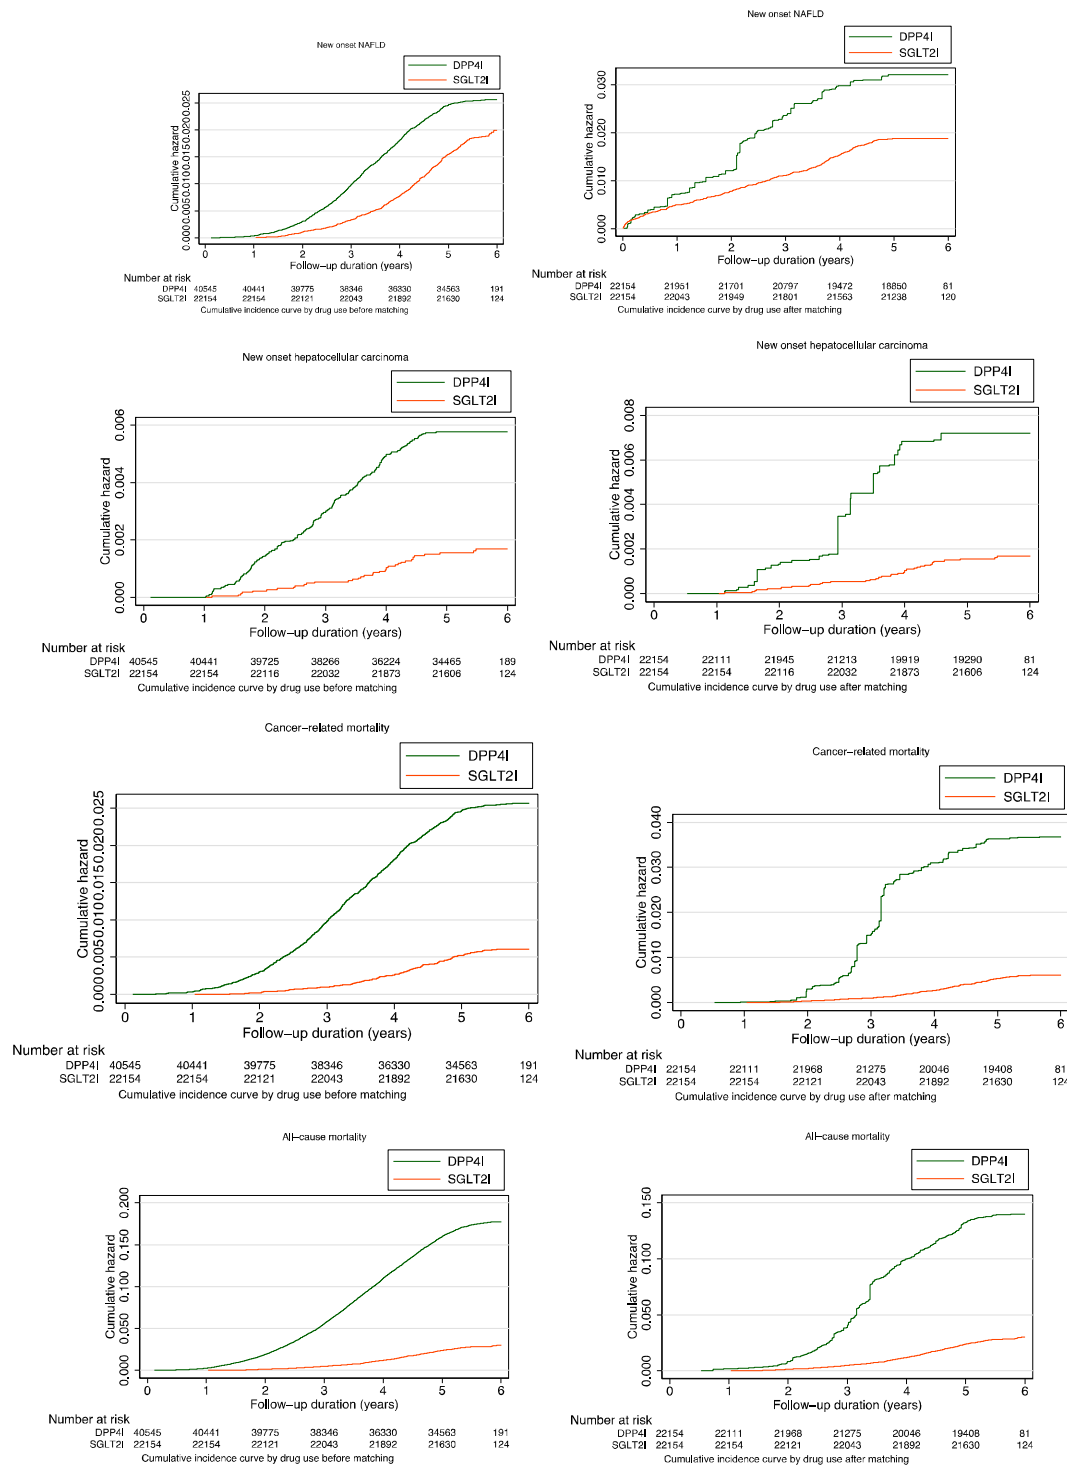 New onset NAFLD
DPP4I
SGLT2I
Cumulative hazard
0.000 0.005 0.010 0.015 0.020 0.025
0 1 2 3 4 5 6
Follow-up duration (years)
Number at risk
DPP4I 40545 40441 39775 38346 36330 34563 191
SGLT2I 22154 22154 22121 22043 21892 21630 124
Cumulative incidence curve by drug use before matching
New onset NAFLD
DPP4I
SGLT2I
Cumulative hazard
0.000 0.010 0.020 0.030
0 1 2 3 4 5 6
Follow-up duration (years)
Number at risk
DPP4I 22154 21951 21701 20797 19472 18850 81
SGLT2I 22154 22043 21949 21801 21563 21238 120
Cumulative incidence curve by drug use after matching
New onset hepatocellular carcinoma
DPP4I
SGLT2I
Cumulative hazard
0.000 0.002 0.004 0.006
0 1 2 3 4 5 6
Follow-up duration (years)
Number at risk
DPP4I 40545 40441 39725 38266 36224 34465 189
SGLT2I 22154 22154 22116 22032 21873 21606 124
Cumulative incidence curve by drug use before matching
New onset hepatocellular carcinoma
DPP4I
SGLT2I
Cumulative hazard
0.000 0.002 0.004 0.006 0.008
0 1 2 3 4 5 6
Follow-up duration (years)
Number at risk
DPP4I 22154 22111 21945 21213 19919 19290 81
SGLT2I 22154 22154 22116 22032 21873 21606 124
Cumulative incidence curve by drug use after matching
Cancer-related mortality
DPP4I
SGLT2I
Cumulative hazard
0.000 0.005 0.010 0.015 0.020 0.025
0 1 2 3 4 5 6
Follow-up duration (years)
Number at risk
DPP4I 40545 40441 39775 38346 36330 34563 191
SGLT2I 22154 22154 22121 22043 21892 21630 124
Cumulative incidence curve by drug use before matching
Cancer-related mortality
DPP4I
SGLT2I
Cumulative hazard
0.000 0.010 0.020 0.030 0.040
0 1 2 3 4 5 6
Follow-up duration (years)
Number at risk
DPP4I 22154 22111 21968 21275 20046 19408 81
SGLT2I 22154 22154 22121 22043 21892 21630 124
Cumulative incidence curve by drug use after matching
All-cause mortality
DPP4I
SGLT2I
Cumulative hazard
0.000 0.050 0.100 0.150 0.200
0 1 2 3 4 5 6
Follow-up duration (years)
Number at risk
DPP4I 40545 40441 39775 38346 36330 34563 191
SGLT2I 22154 22154 22121 22043 21892 21630 124
Cumulative incidence curve by drug use before matching
All-cause mortality
DPP4I
SGLT2I
Cumulative hazard
0.000 0.050 0.100 0.150
0 1 2 3 4 5 6
Follow-up duration (years)
Number at risk
DPP4I 22154 22111 21968 21275 20046 19408 81
SGLT2I 22154 22154 22121 22043 21892 21630 124
Cumulative incidence curve by drug use after matching